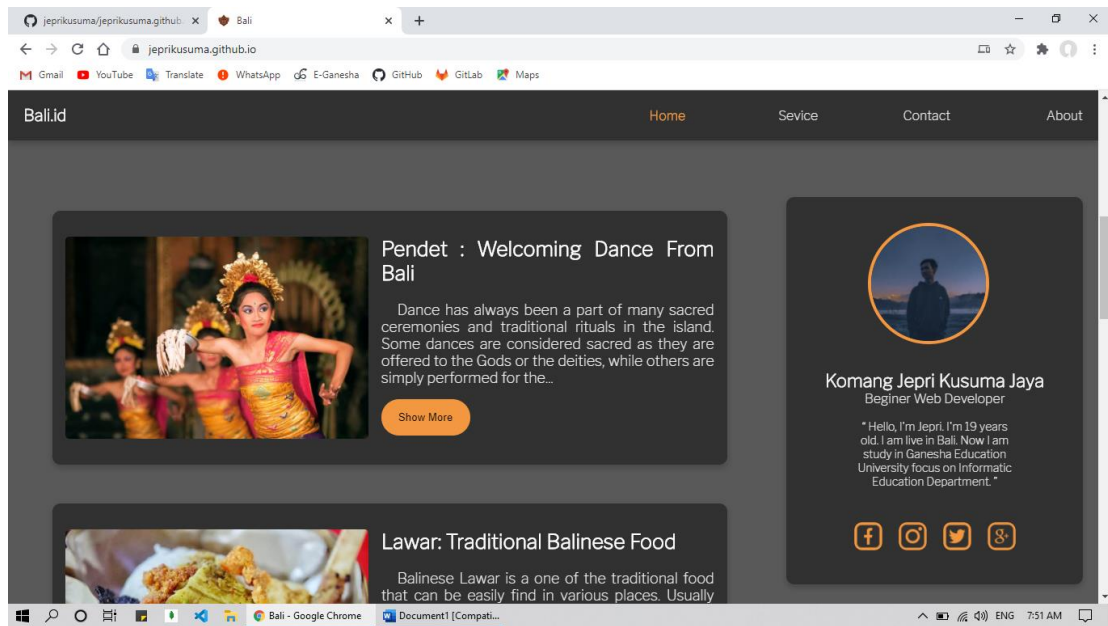 jeprikusuma/jeprikusuma.github.
Bali
jeprikusuma.github.io
Gmail
YouTube
Translate
WhatsApp
E-Ganesha
GitHub
GitLab
Maps
Bali.id
Home
Sevice
Contact
About
Pendet : Welcoming Dance From
Bali
Dance has always been a part of many sacred
ceremonies and traditional rituals in the island.
Some dances are considered sacred as they are
offered to the Gods or the deities, while others are
simply performed for the...
Show More
Lawar: Traditional Balinese Food
Balinese Lawar is a one of the traditional food
that can be easily find in various places. Usually
Komang Jepri Kusuma Jaya
Beginer Web Developer
" Hello, I'm Jepri. I'm 19 years
old. I am live in Bali. Now I am
study in Ganesha Education
University focus on Informatic
Education Department. "
Bali - Google Chrome
Document1 [Compati...
ENG
7:51 AM